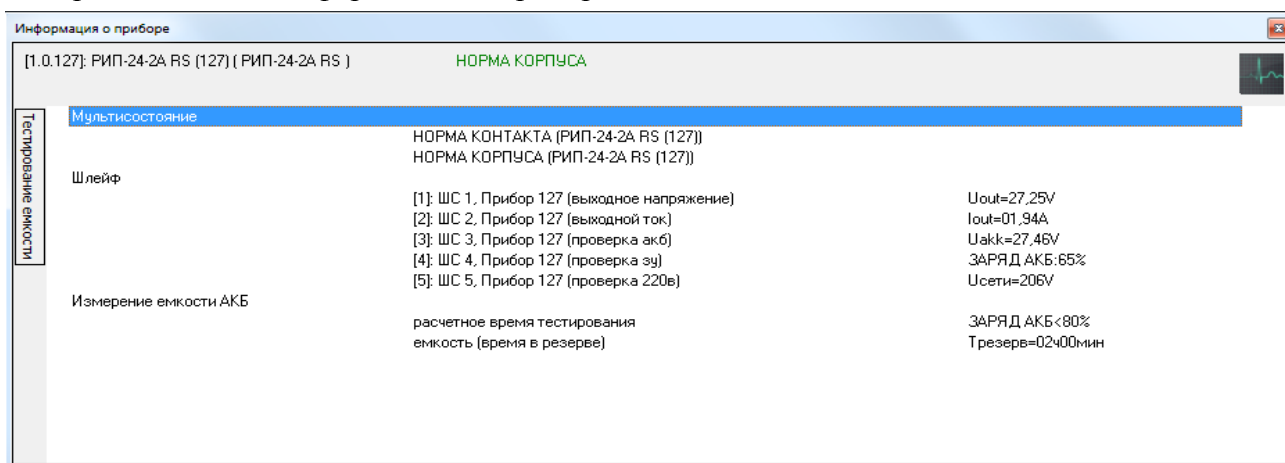 Информация о приборе
[1.0.127]: РИП-24-2А RS (127) ( РИП-24-2А RS ) НОРМА КОРПУСА
Тестирование емкости
Мультисостояние
НОРМА КОНТАКТА (РИП-24-2А RS (127))
НОРМА КОРПУСА (РИП-24-2А RS (127))
Шлейф
[1]: ШС 1, Прибор 127 (выходное напряжение) Uout=27,25V
[2]: ШС 2, Прибор 127 (выходной ток) Iout=01,94A
[3]: ШС 3, Прибор 127 (проверка акб) Uakk=27,46V
[4]: ШС 4, Прибор 127 (проверка зу) ЗАРЯД АКБ:65%
[5]: ШС 5, Прибор 127 (проверка 220в) Uсети=206V
Измерение емкости АКБ
расчетное время тестирования ЗАРЯД АКБ<80%
емкость (время в резерве) Tрезерв=02ч00мин